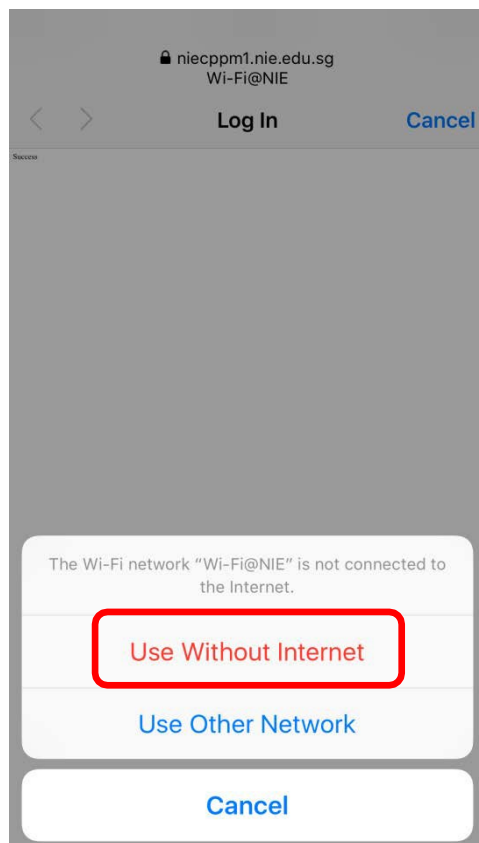 niecppm1.nie.edu.sg
Wi-Fi@NIE
Log In
Cancel
Success
The Wi-Fi network "Wi-Fi@NIE" is not connected to
the Internet.
Use Without Internet
Use Other Network
Cancel